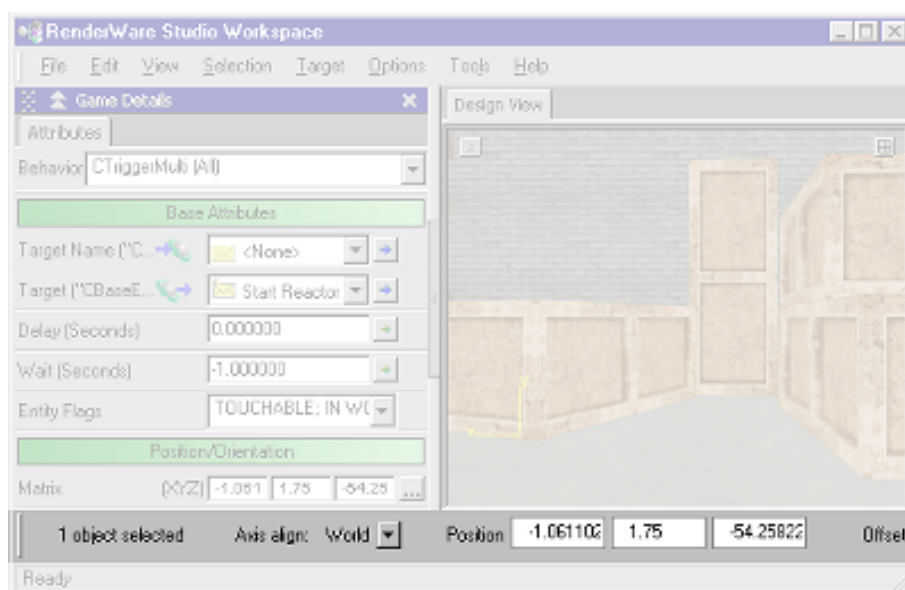 RenderWare Studio Workspace
File Edit View Selection Target Options Tools Help
Game Details
Design View
Attributes
Behavior CTriggerMulti (All)
Base Attributes
Target Name ("C... <None>
Target ("CBaseE... Start Reactor
Delay (Seconds) 0.000000
Wait (Seconds) -1.000000
Entity Flags TOUCHABLE; IN WO
Position/Orientation
Matrix (XYZ) -1.061 1.75 -54.25 ...
1 object selected Axis align: World Position -1.061102 1.75 -54.25822 Offset
Ready